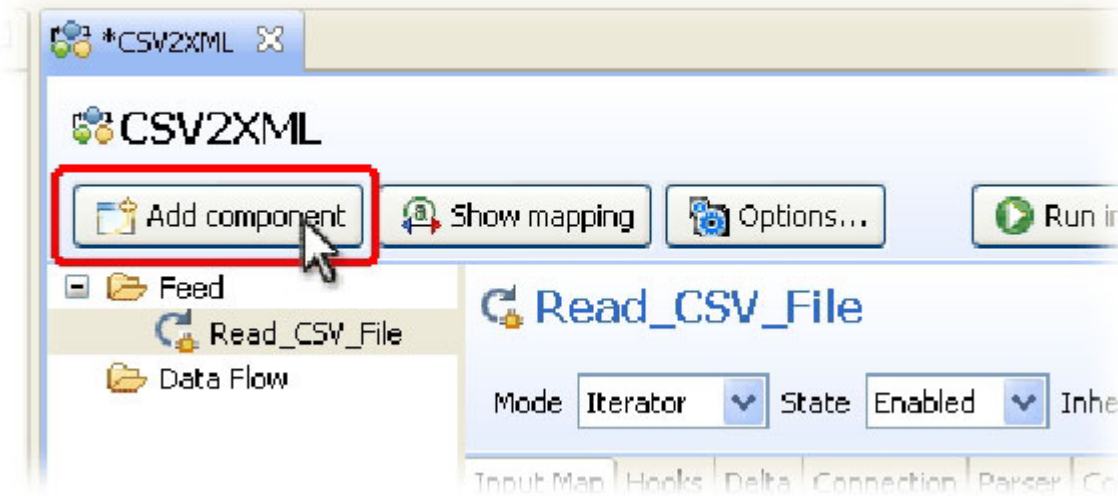 *CSV2XML
CSV2XML
Add component Show mapping Options... Run
Feed
Read_CSV_File
Data Flow
Read_CSV_File
Mode Iterator State Enabled
Input Map Hooks Delta Connection Parser